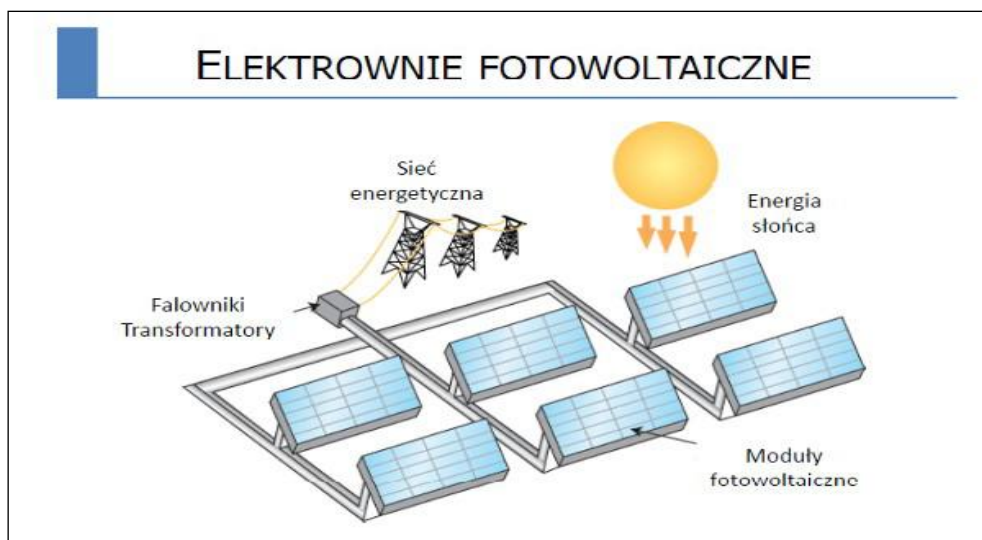 ELEKTROWNIE FOTOWOLTAICZNE
Sieć
energetyczna
Energia
słońca
Falowniki
Transformatory
Moduły
fotowoltaiczne